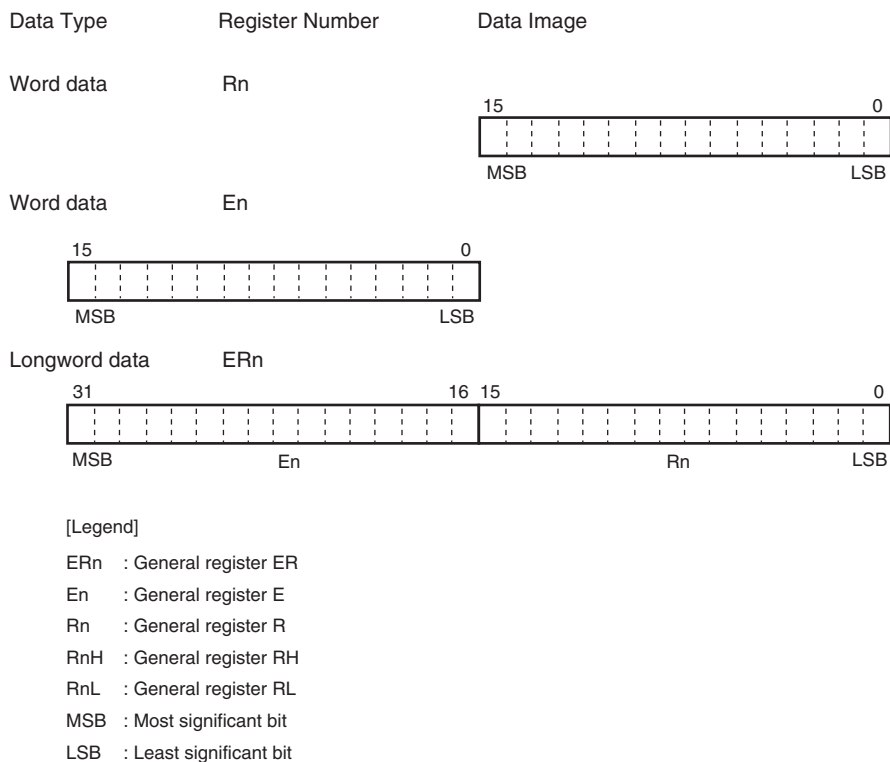 Data Type Register Number Data Image
Word data Rn
15 0
MSB LSB
Word data En
15 0
MSB LSB
Longword data ERn
31 16 15 0
MSB En Rn LSB
[Legend]
ERn : General register ER
En : General register E
Rn : General register R
RnH : General register RH
RnL : General register RL
MSB : Most significant bit
LSB : Least significant bit